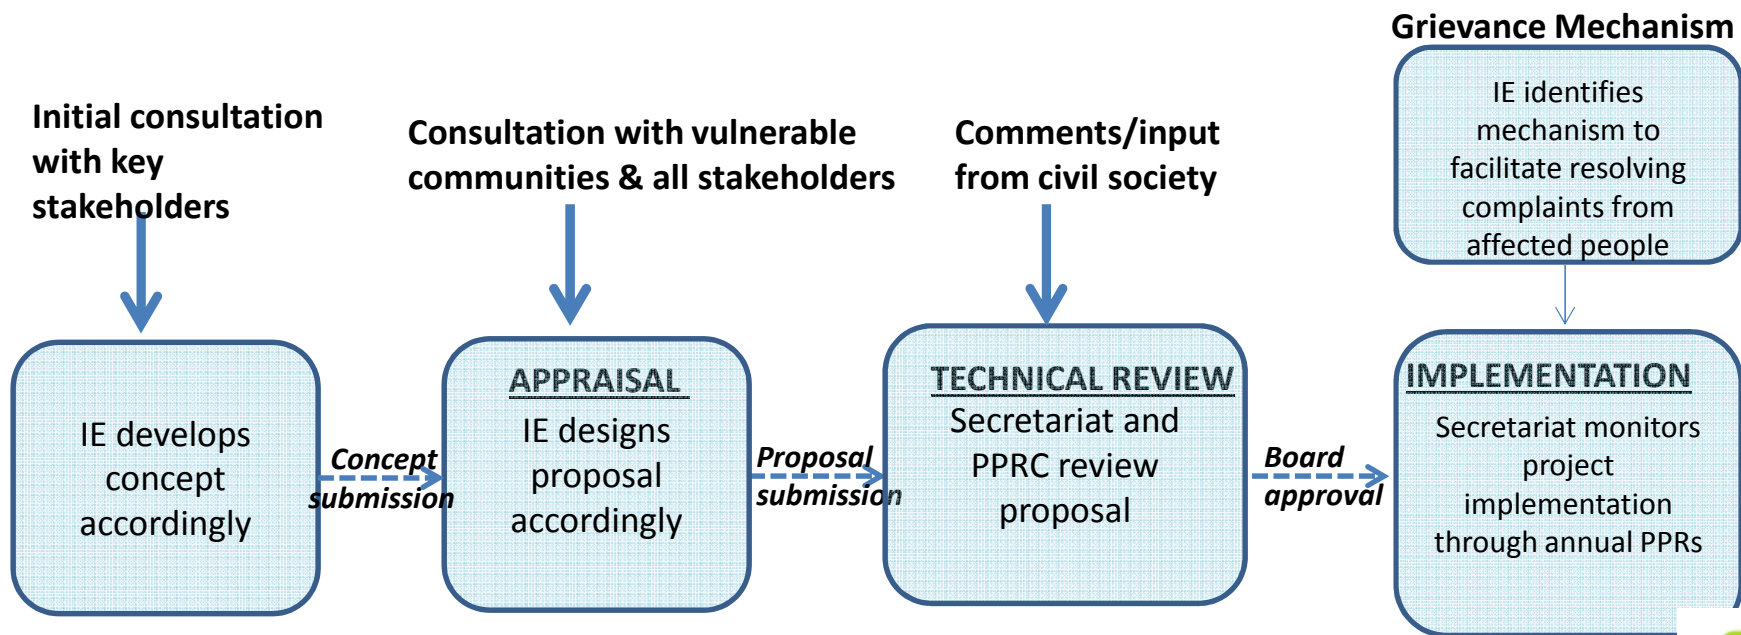 Grievance Mechanism
IE identifies
mechanism to
facilitate resolving
complaints from
affected people
Initial consultation
with key
stakeholders
Consultation with vulnerable
communities & all stakeholders
Comments/input
from civil society
IE develops
concept
accordingly
Concept
submission
APPRAISAL
IE designs
proposal
accordingly
Proposal
submission
TECHNICAL REVIEW
Secretariat and
PPRC review
proposal
Board
approval
IMPLEMENTATION
Secretariat monitors
project
implementation
through annual PPRs